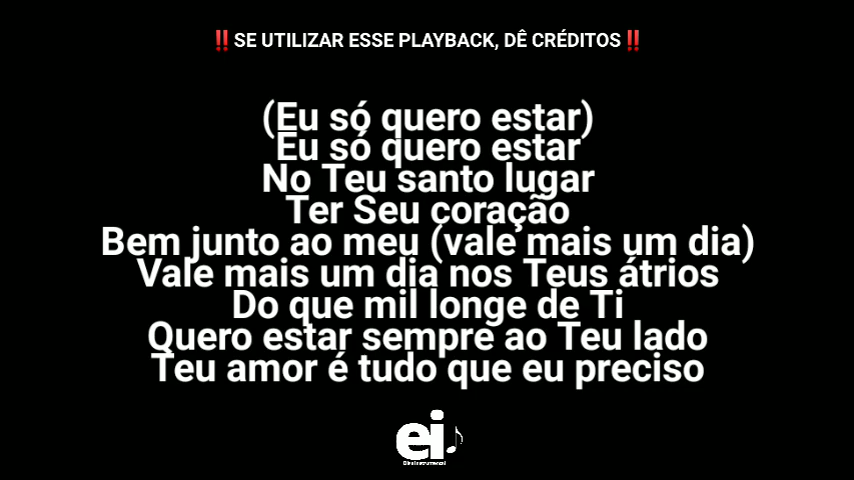 ‼️SE UTILIZAR ESSE PLAYBACK, DÊ CRÉDITOS‼️
(Eu só quero estar)
Eu só quero estar
No Teu santo lugar
Ter Seu coração
Bem junto ao meu (vale mais um dia)
Vale mais um dia nos Teus átrios
Do que mil longe de Ti
Quero estar sempre ao Teu lado
Teu amor é tudo que eu preciso
ei